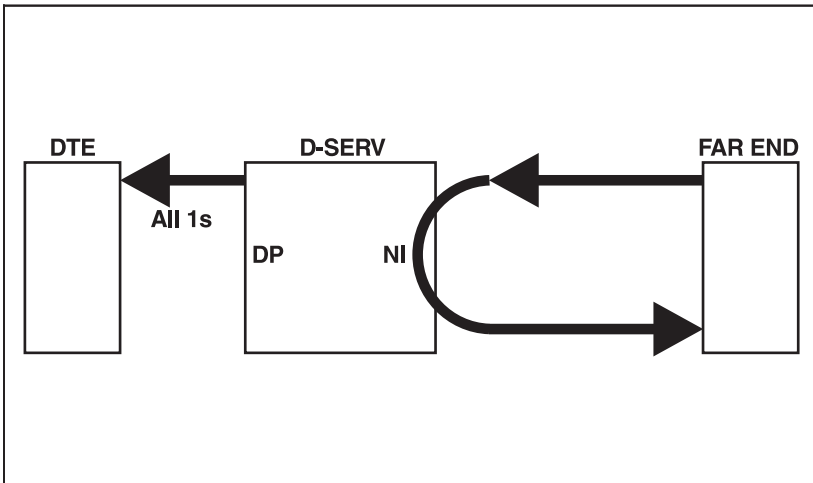 DTE
D-SERV
FAR END
All 1s
DP
NI